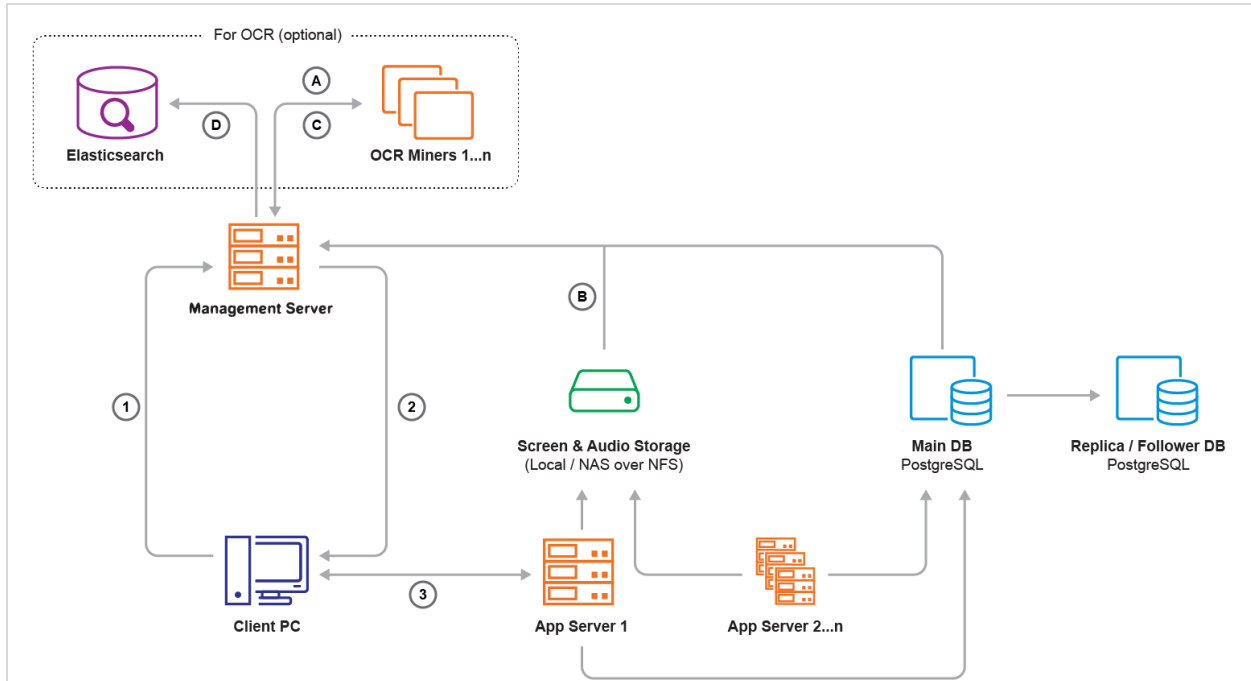 For OCR (optional)
A
D
C
Elasticsearch
OCR Miners 1...n
Management Server
B
1
2
Screen & Audio Storage
(Local / NAS over NFS)
Main DB
PostgreSQL
Replica / Follower DB
PostgreSQL
3
Client PC
App Server 1
App Server 2...n